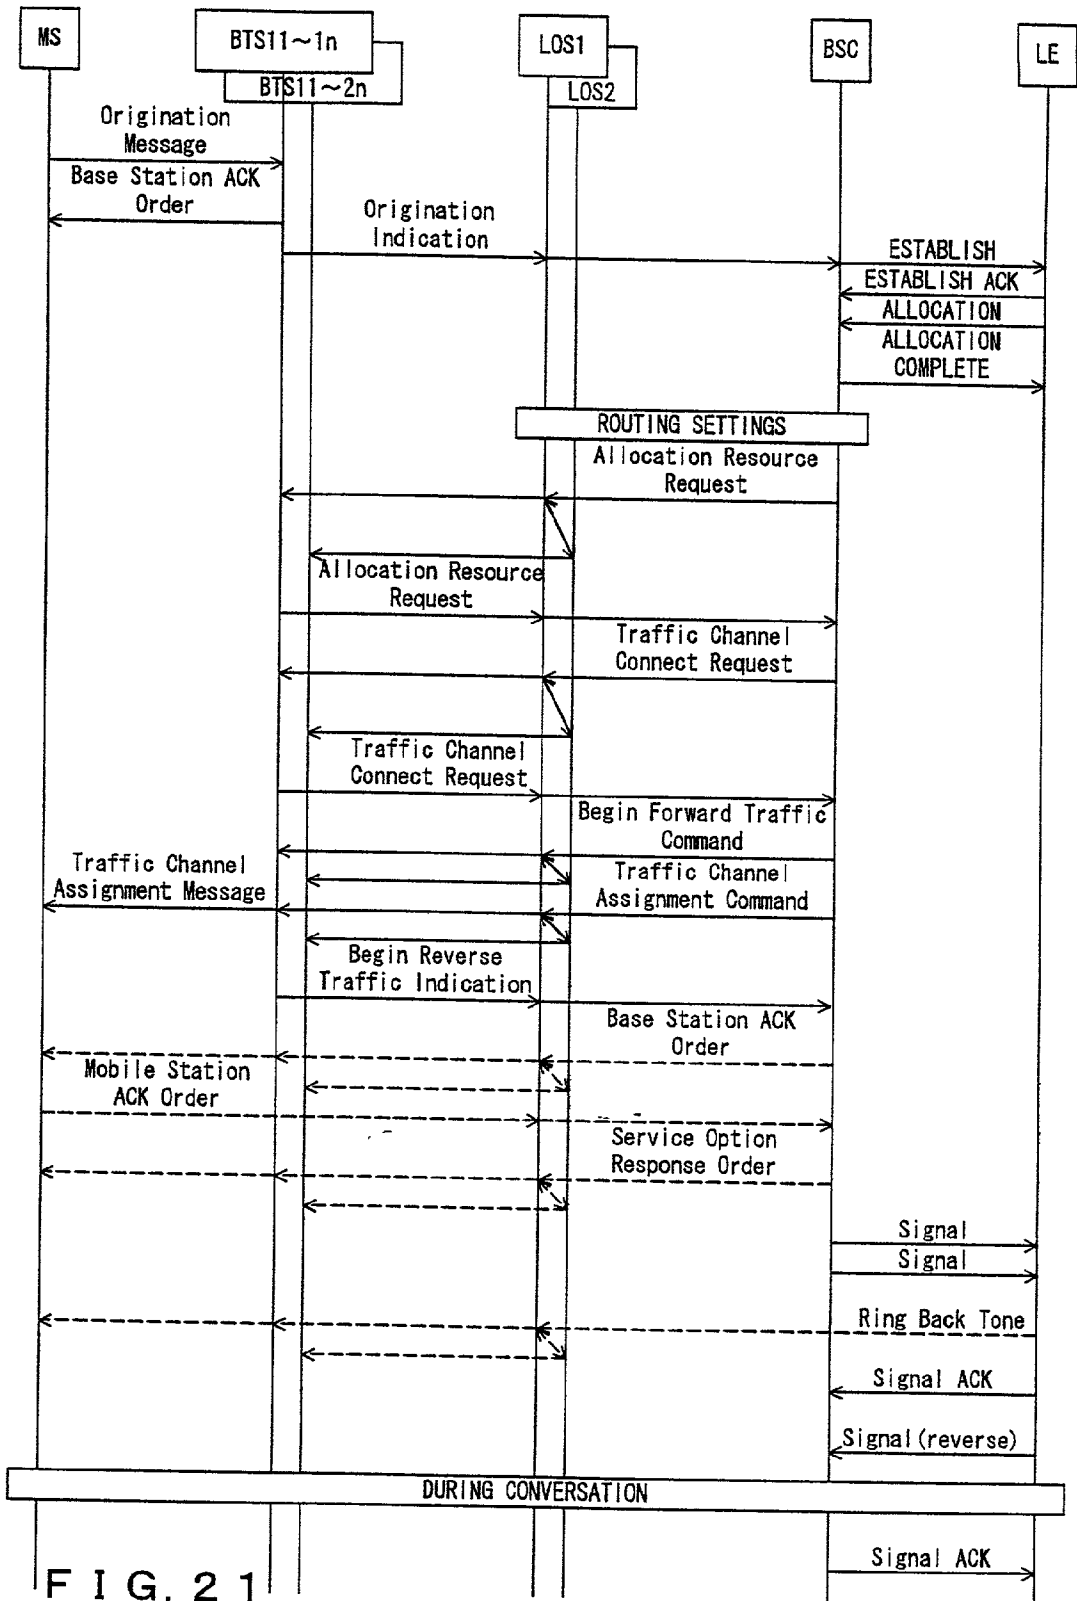 MS
BTS11~1n
BTS11~2n
LOS1
LOS2
BSC
LE
Origination
Message
Base Station ACK
Order
Origination
Indication
ESTABLISH
ESTABLISH ACK
ALLOCATION
ALLOCATION
COMPLETE
ROUTING SETTINGS
Allocation Resource
Request
Allocation Resource
Request
Traffic Channel
Connect Request
Traffic Channel
Connect Request
Begin Forward Traffic
Command
Traffic Channel
Assignment Message
Traffic Channel
Assignment Command
Begin Reverse
Traffic Indication
Base Station ACK
Order
Mobile Station
ACK Order
Service Option
Response Order
Signal
Signal
Ring Back Tone
Signal ACK
Signal(reverse)
DURING CONVERSATION
Signal ACK
FIG. 21